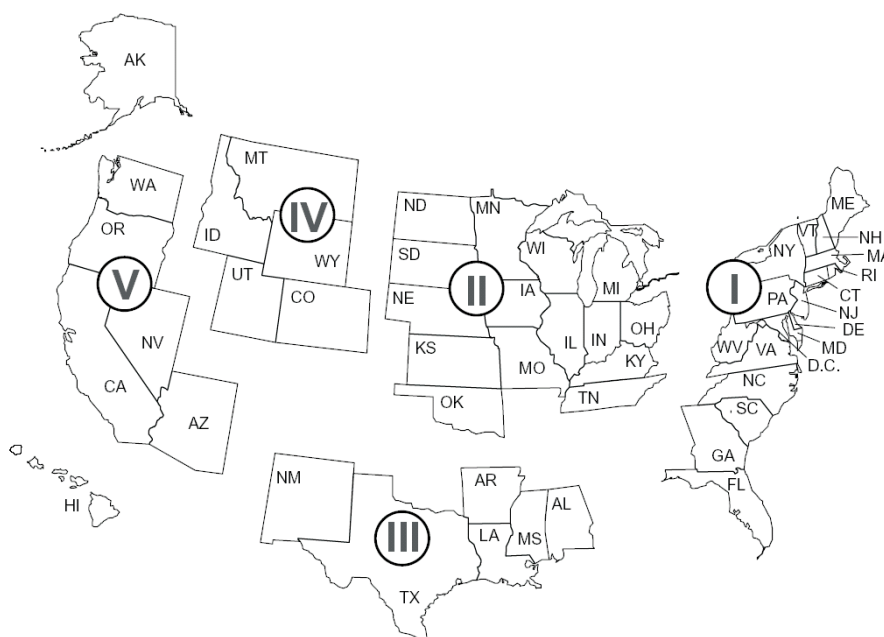 AK
WA
MT
IV
ME
OR
ND
MN
VT
NH
ID
WI
NY
MA
V
UT
WY
SD
II
MI
I
RI
CO
NE
IA
PA
CT
NJ
NV
KS
IL
IN
OH
WV
VA
DE
MD
CA
MO
KY
D.C.
AZ
OK
TN
NC
SC
HI
NM
AR
GA
III
LA
MS
AL
FL
TX